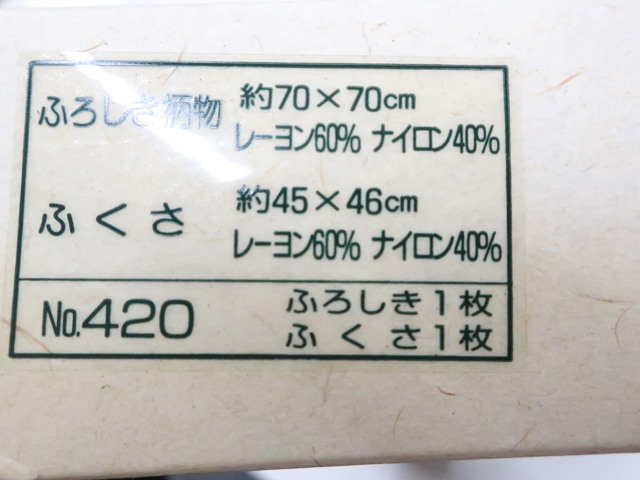 ふろしき柄物 約70×70cm
レーヨン60% ナイロン40%
ふくさ 約45×46cm
レーヨン60% ナイロン40%
No.420 ふろしき1枚
ふくさ1枚